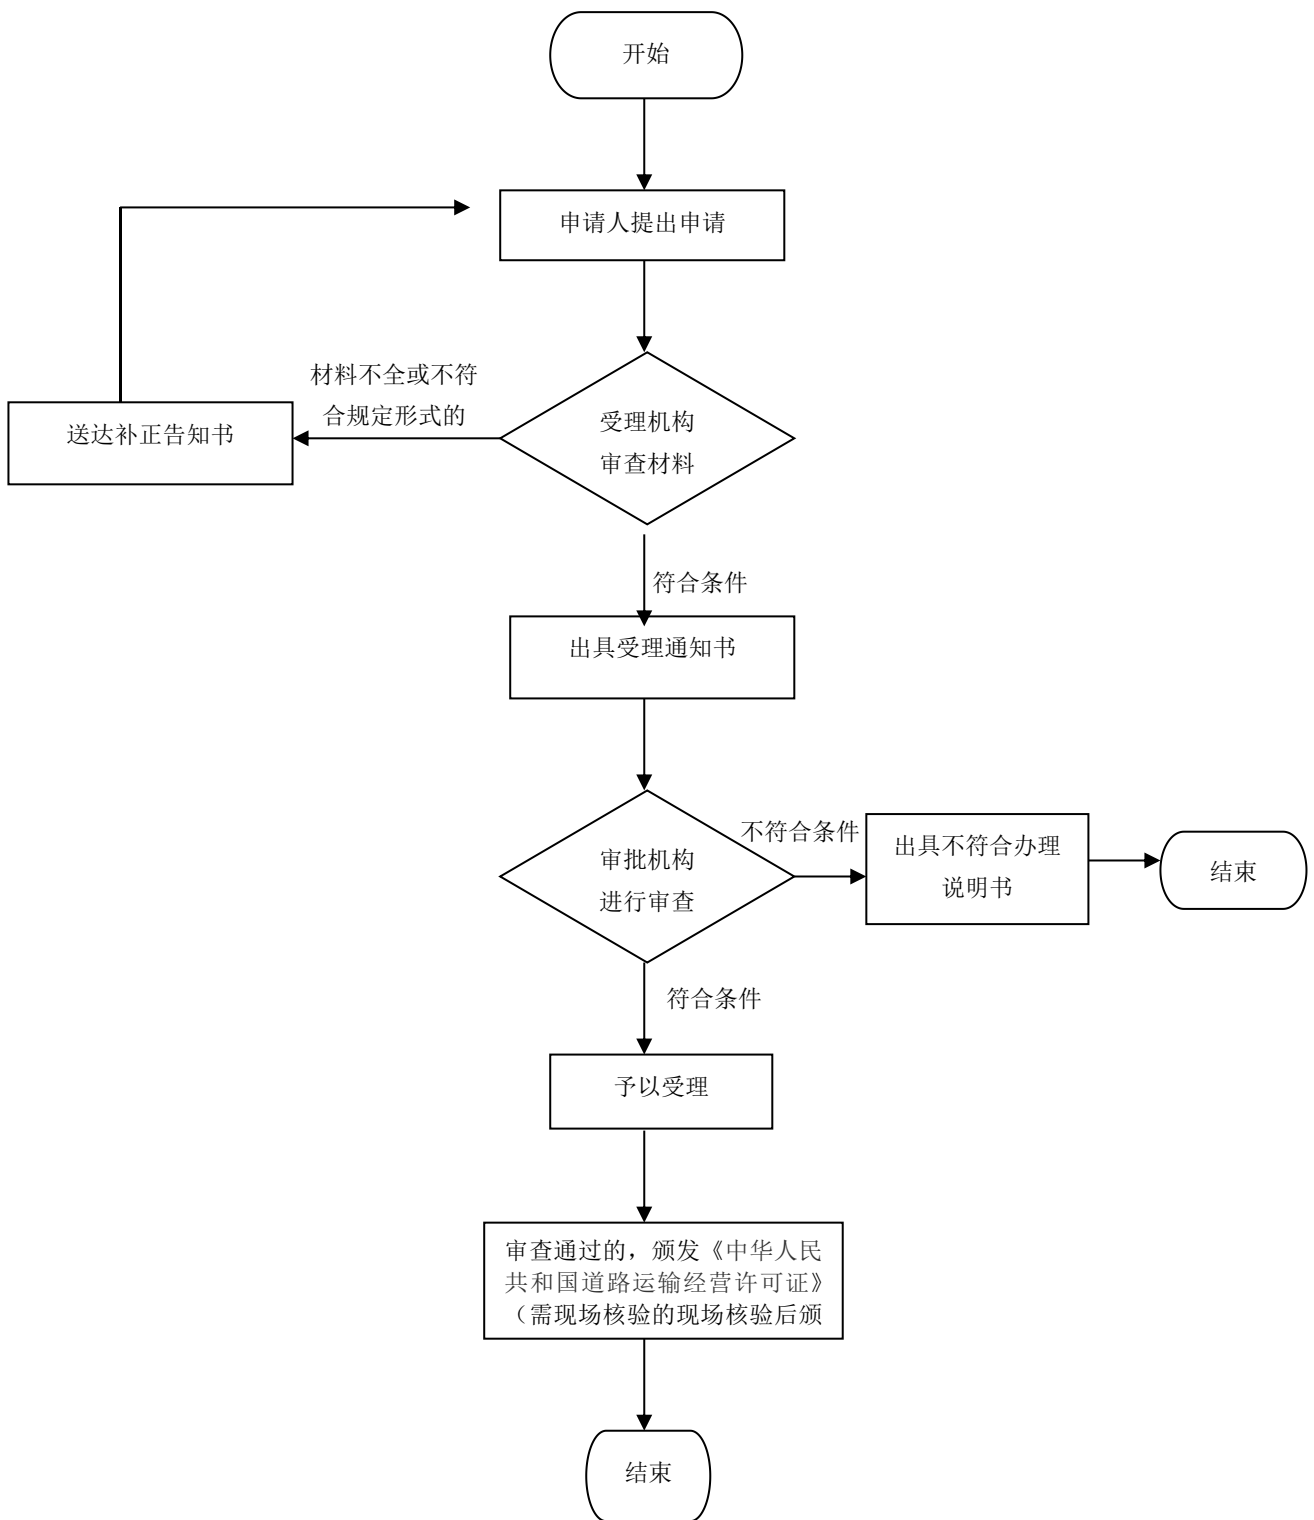 开始
申请人提出申请
材料不全或不符
合规定形式的
送达补正告知书
受理机构
审查材料
符合条件
出具受理通知书
审批机构
进行审查
不符合条件
出具不符合办理
说明书
结束
符合条件
予以受理
审查通过的，颁发《中华人民
共和国道路运输经营许可证》
（需现场核验的现场核验后颁
结束